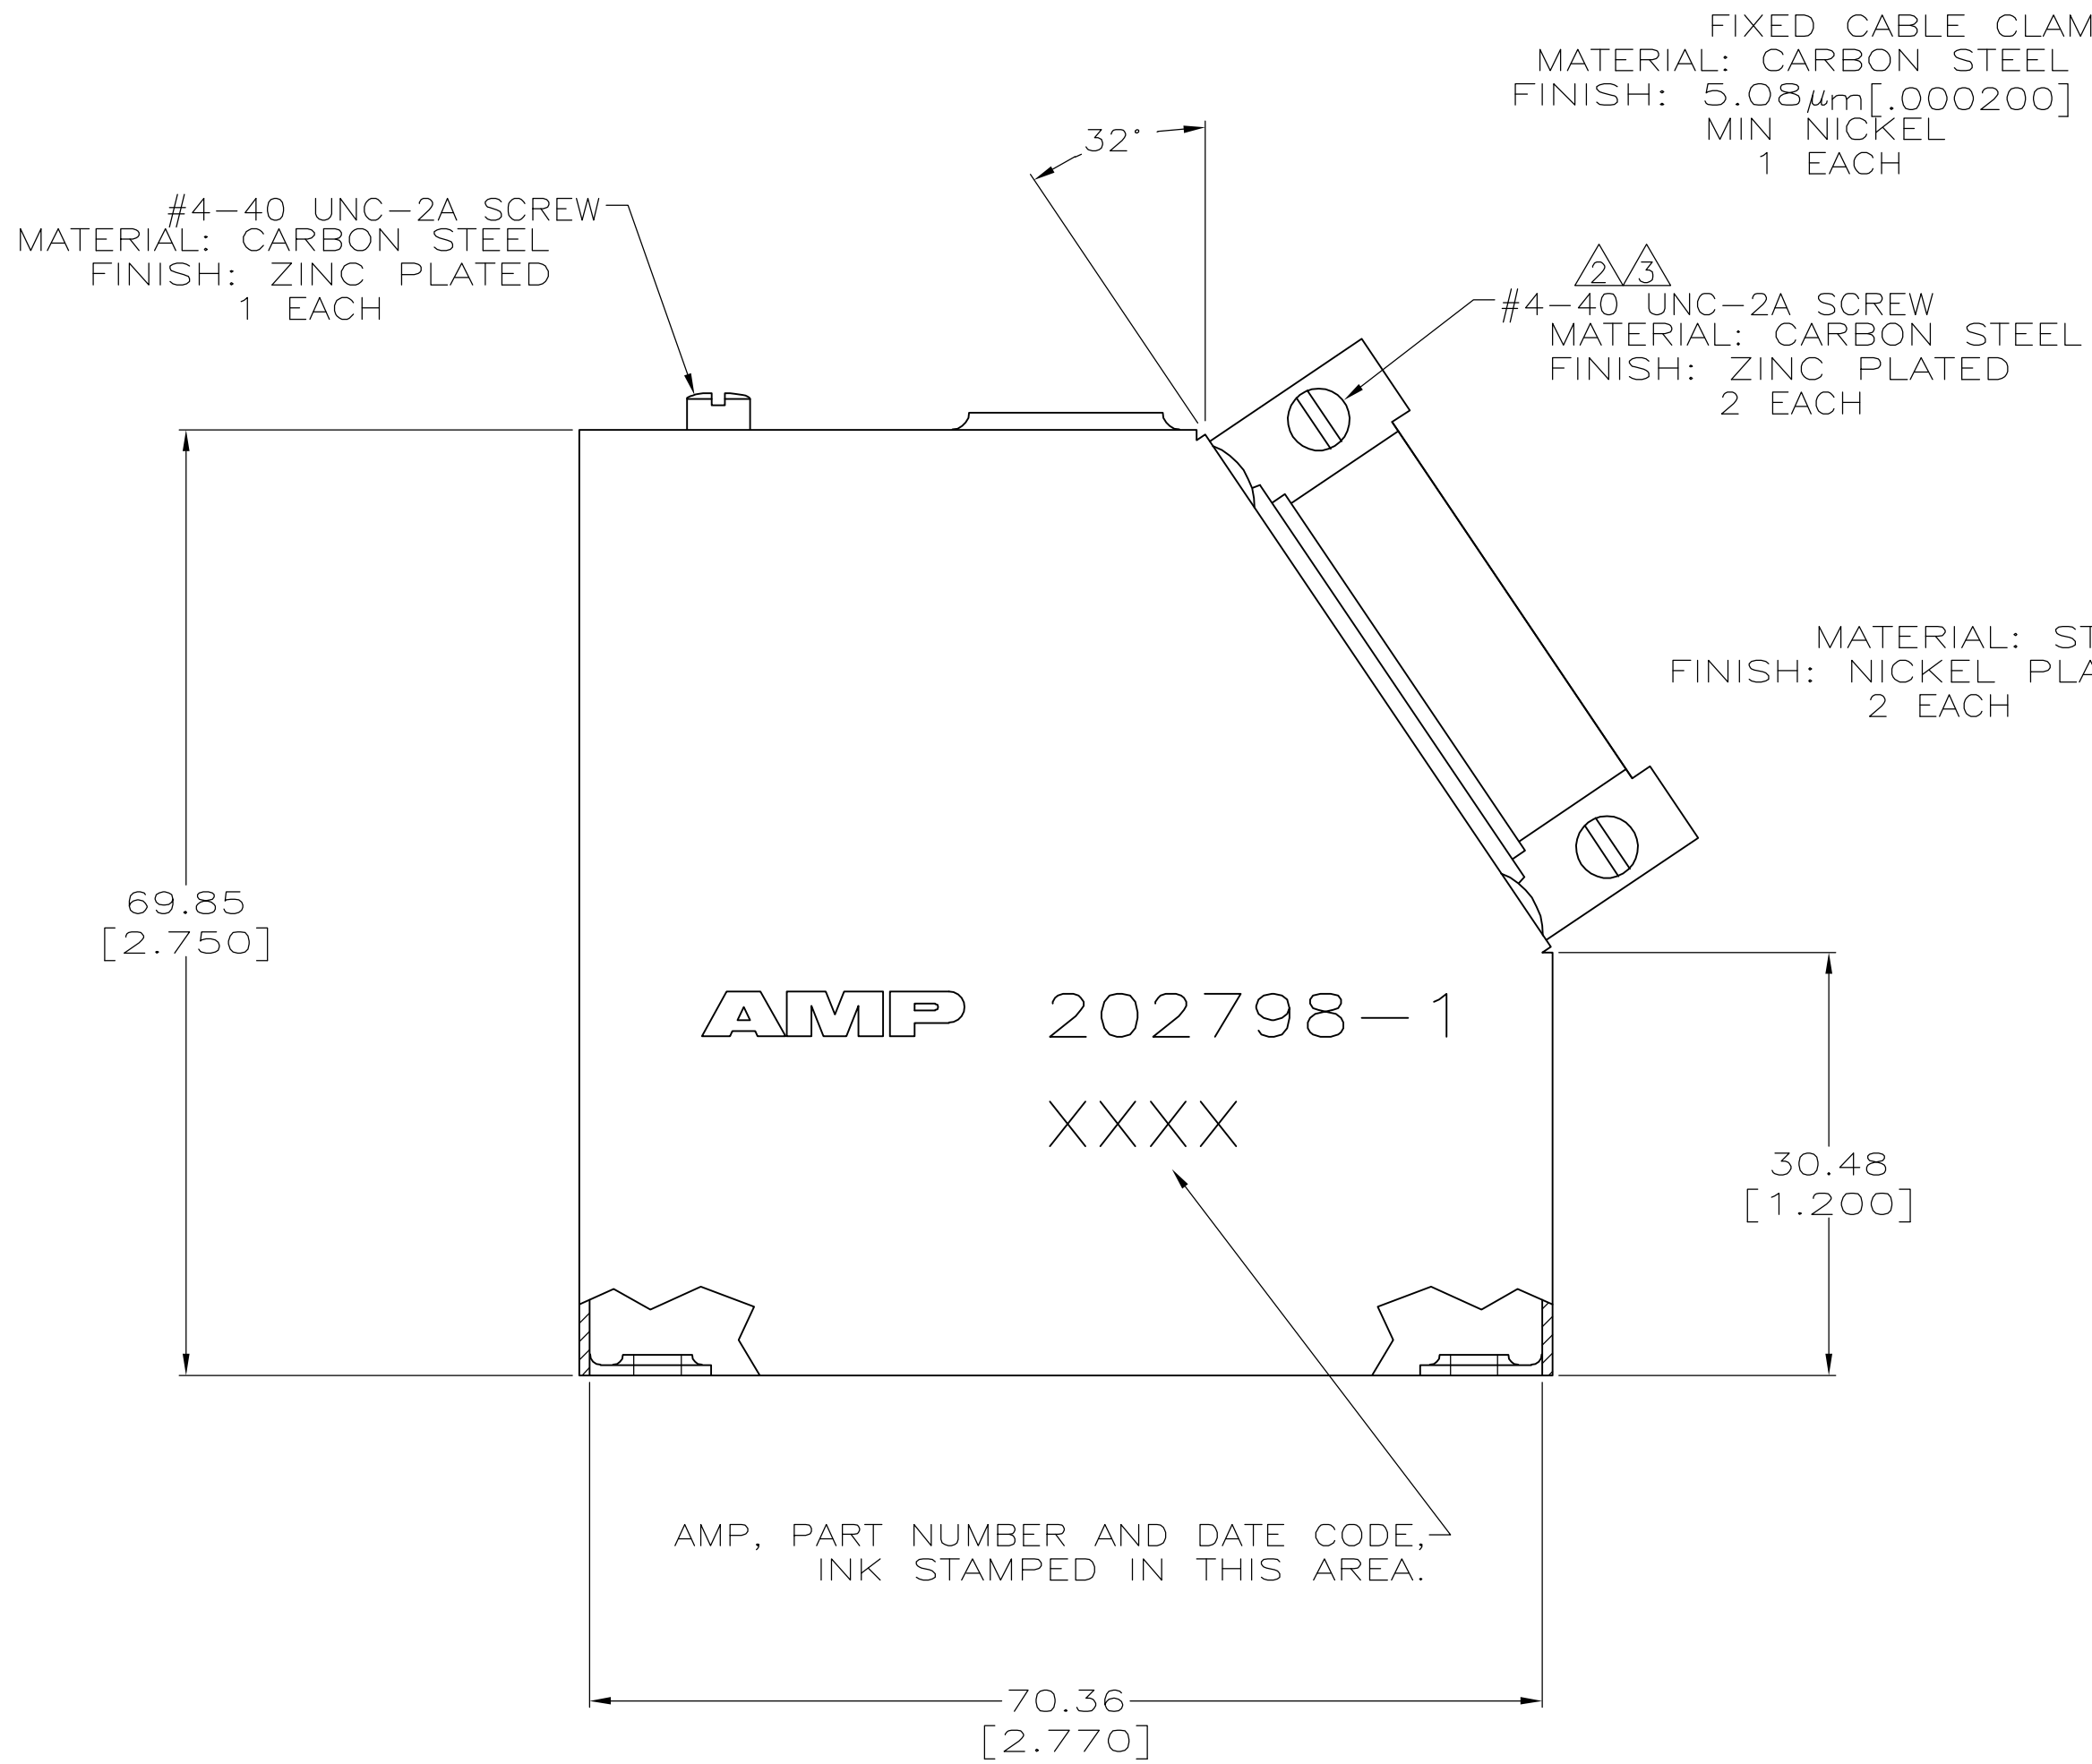 FIXED CABLE CLAM
MATERIAL: CARBON STEEL
FINISH: 5.08µm[.000200]
MIN NICKEL
1 EACH
32°
#4-40 UNC-2A SCREW
MATERIAL: CARBON STEEL
FINISH: ZINC PLATED
1 EACH
2 3
#4-40 UNC-2A SCREW
MATERIAL: CARBON STEEL
FINISH: ZINC PLATED
2 EACH
MATERIAL: ST
FINISH: NICKEL PLA
2 EACH
69.85
[2.750]
AMP 202798-1
XXXX
30.48
[1.200]
AMP, PART NUMBER AND DATE CODE,
INK STAMPED IN THIS AREA.
70.36
[2.770]